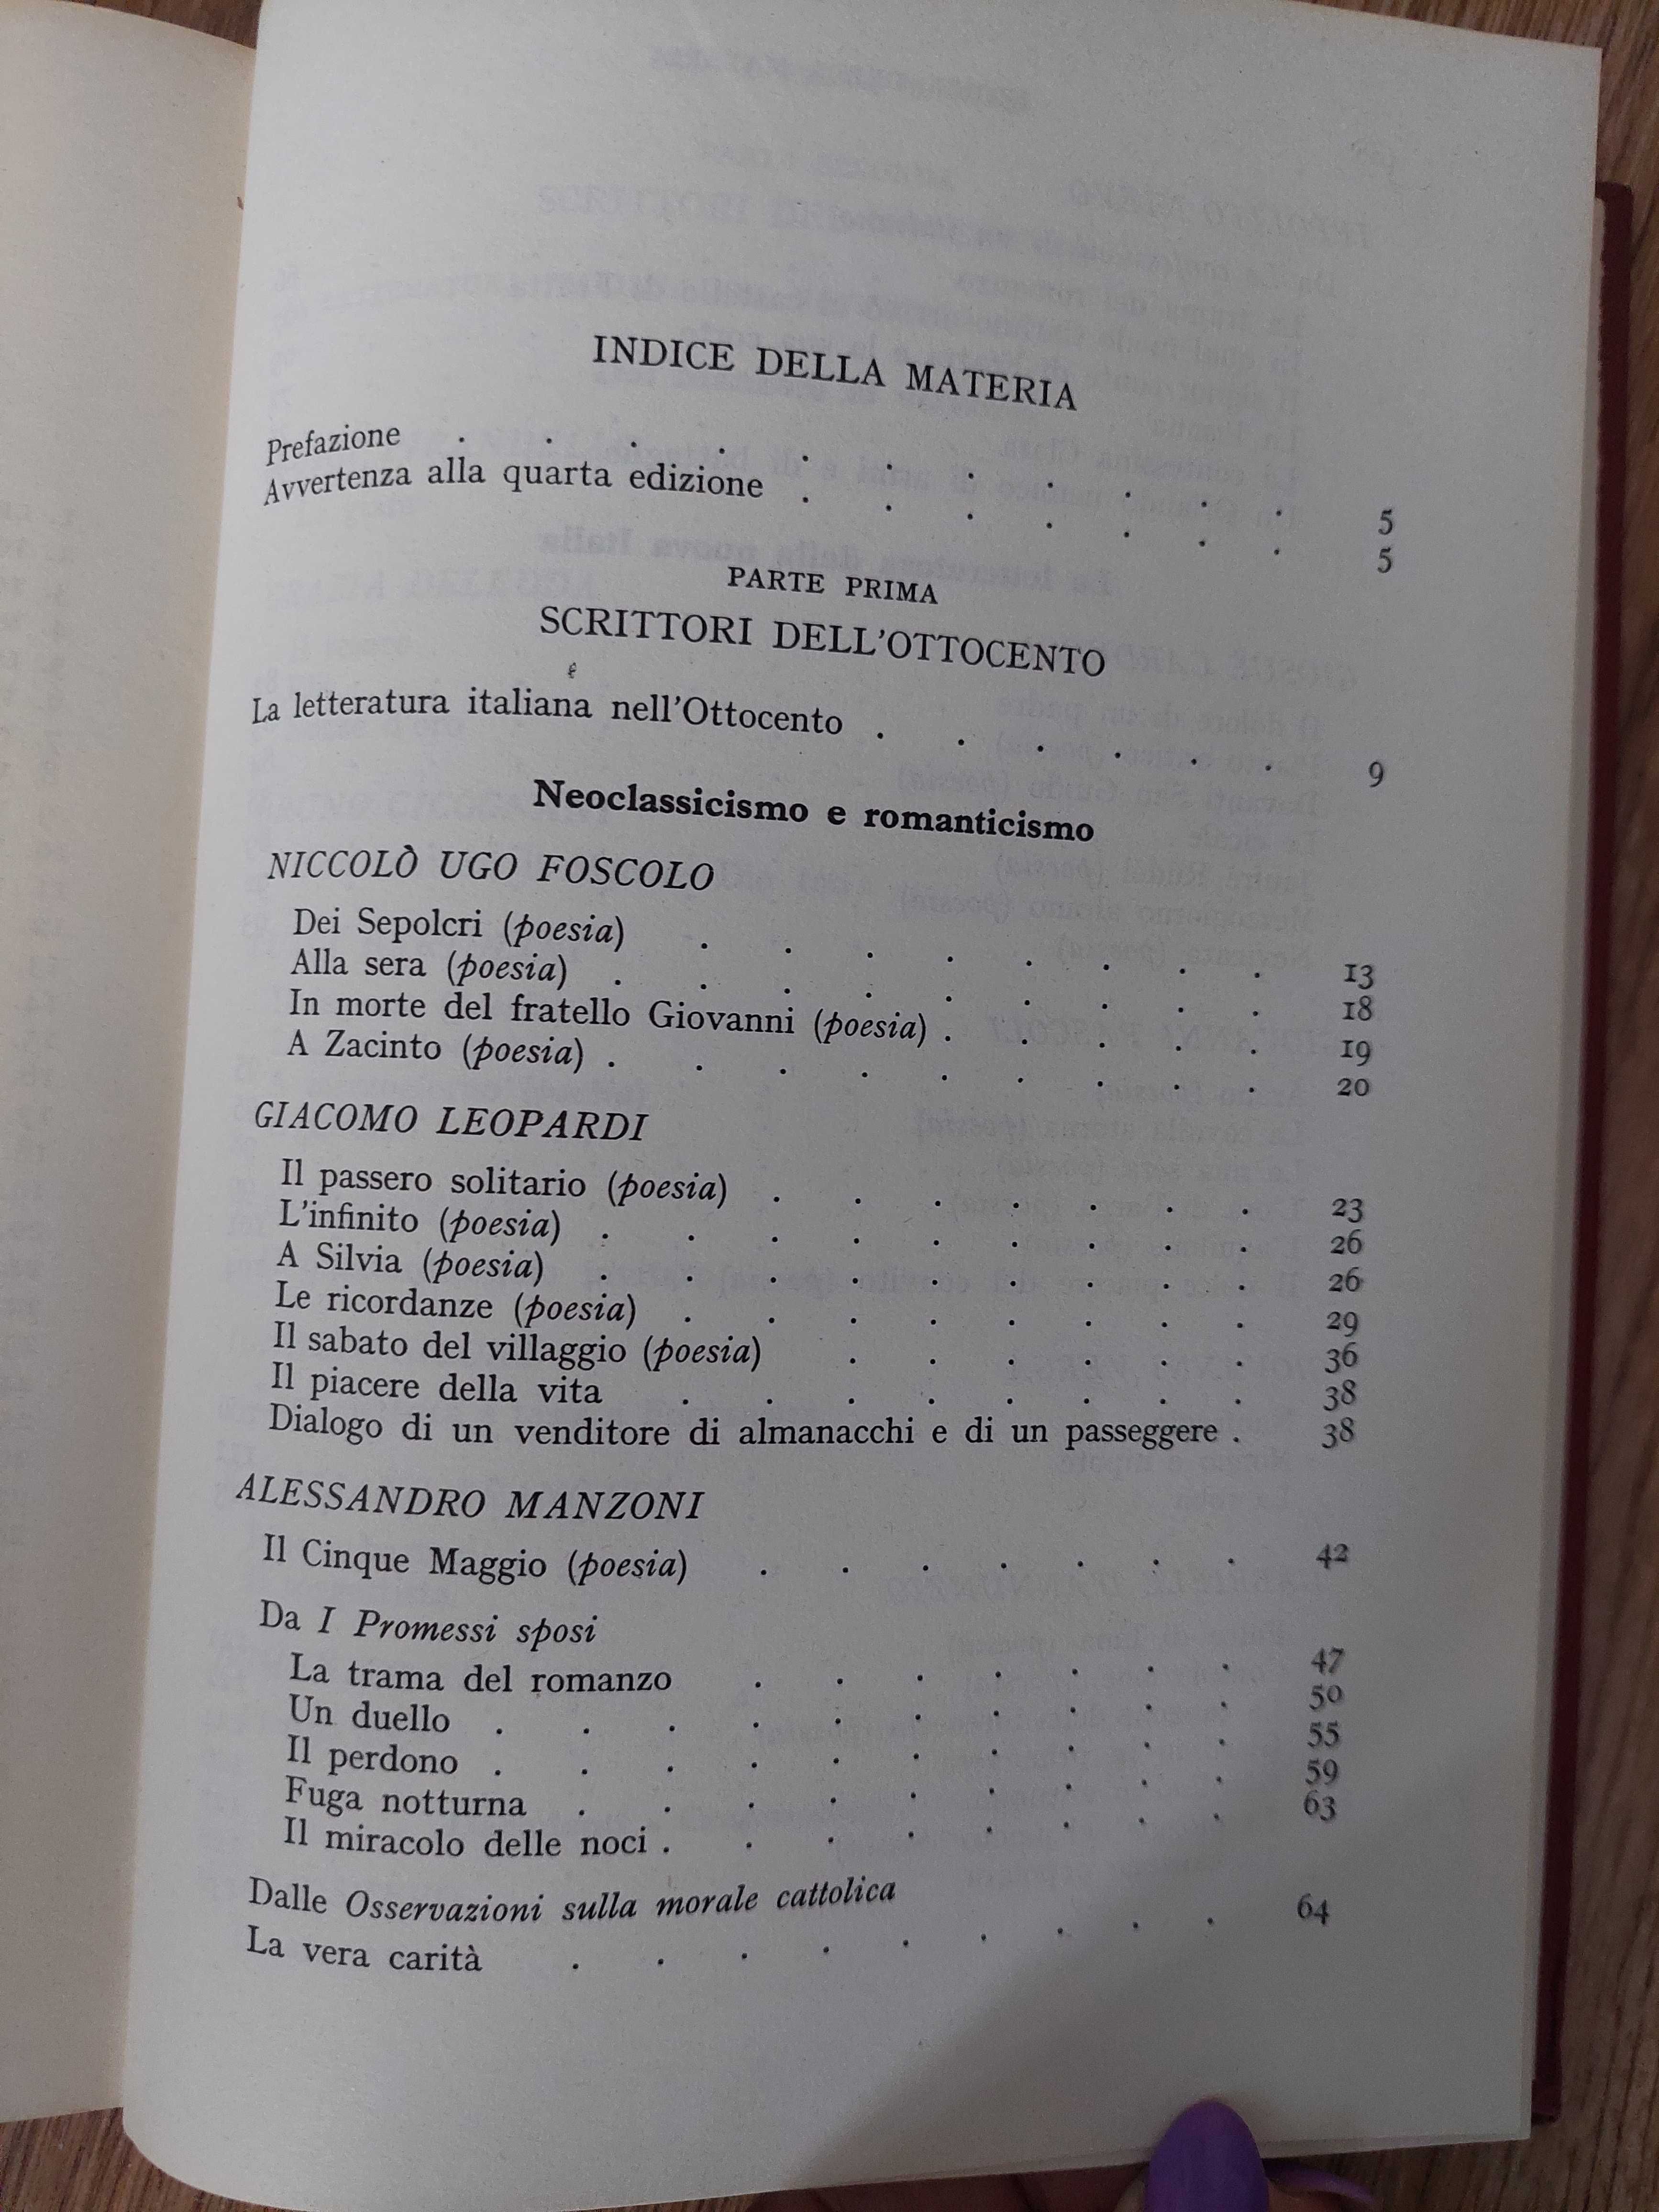 INDICE DELLA MATERIA
Prefazione . . . . . . . . . . . 5
Avvertenza alla quarta edizione . . . . . . . 5
PARTE PRIMA
SCRITTORI DELL'OTTOCENTO
La letteratura italiana nell'Ottocento . . . . . . 9
Neoclassicismo e romanticismo
NICCOLÒ UGO FOSCOLO
Dei Sepolcri (poesia) . . . . . . . . 13
Alla sera (poesia) . . . . . . . . . 18
In morte del fratello Giovanni (poesia) . . . . . 19
A Zacinto (poesia) . . . . . . . . . 20
GIACOMO LEOPARDI
Il passero solitario (poesia) . . . . . . . 23
L'infinito (poesia) . . . . . . . . . 26
A Silvia (poesia) . . . . . . . . . 26
Le ricordanze (poesia) . . . . . . . . 29
Il sabato del villaggio (poesia) . . . . . . 36
Il piacere della vita . . . . . . . . 38
Dialogo di un venditore di almanacchi e di un passeggere . 38
ALESSANDRO MANZONI
Il Cinque Maggio (poesia) . . . . . . . 42
Da I Promessi sposi
La trama del romanzo . . . . . . . 47
Un duello . . . . . . . . . . 50
Il perdono . . . . . . . . . . 55
Fuga notturna . . . . . . . . . 59
Il miracolo delle noci . . . . . . . . 63
Dalle Osservazioni sulla morale cattolica
La vera carità . . . . . . . . . 64